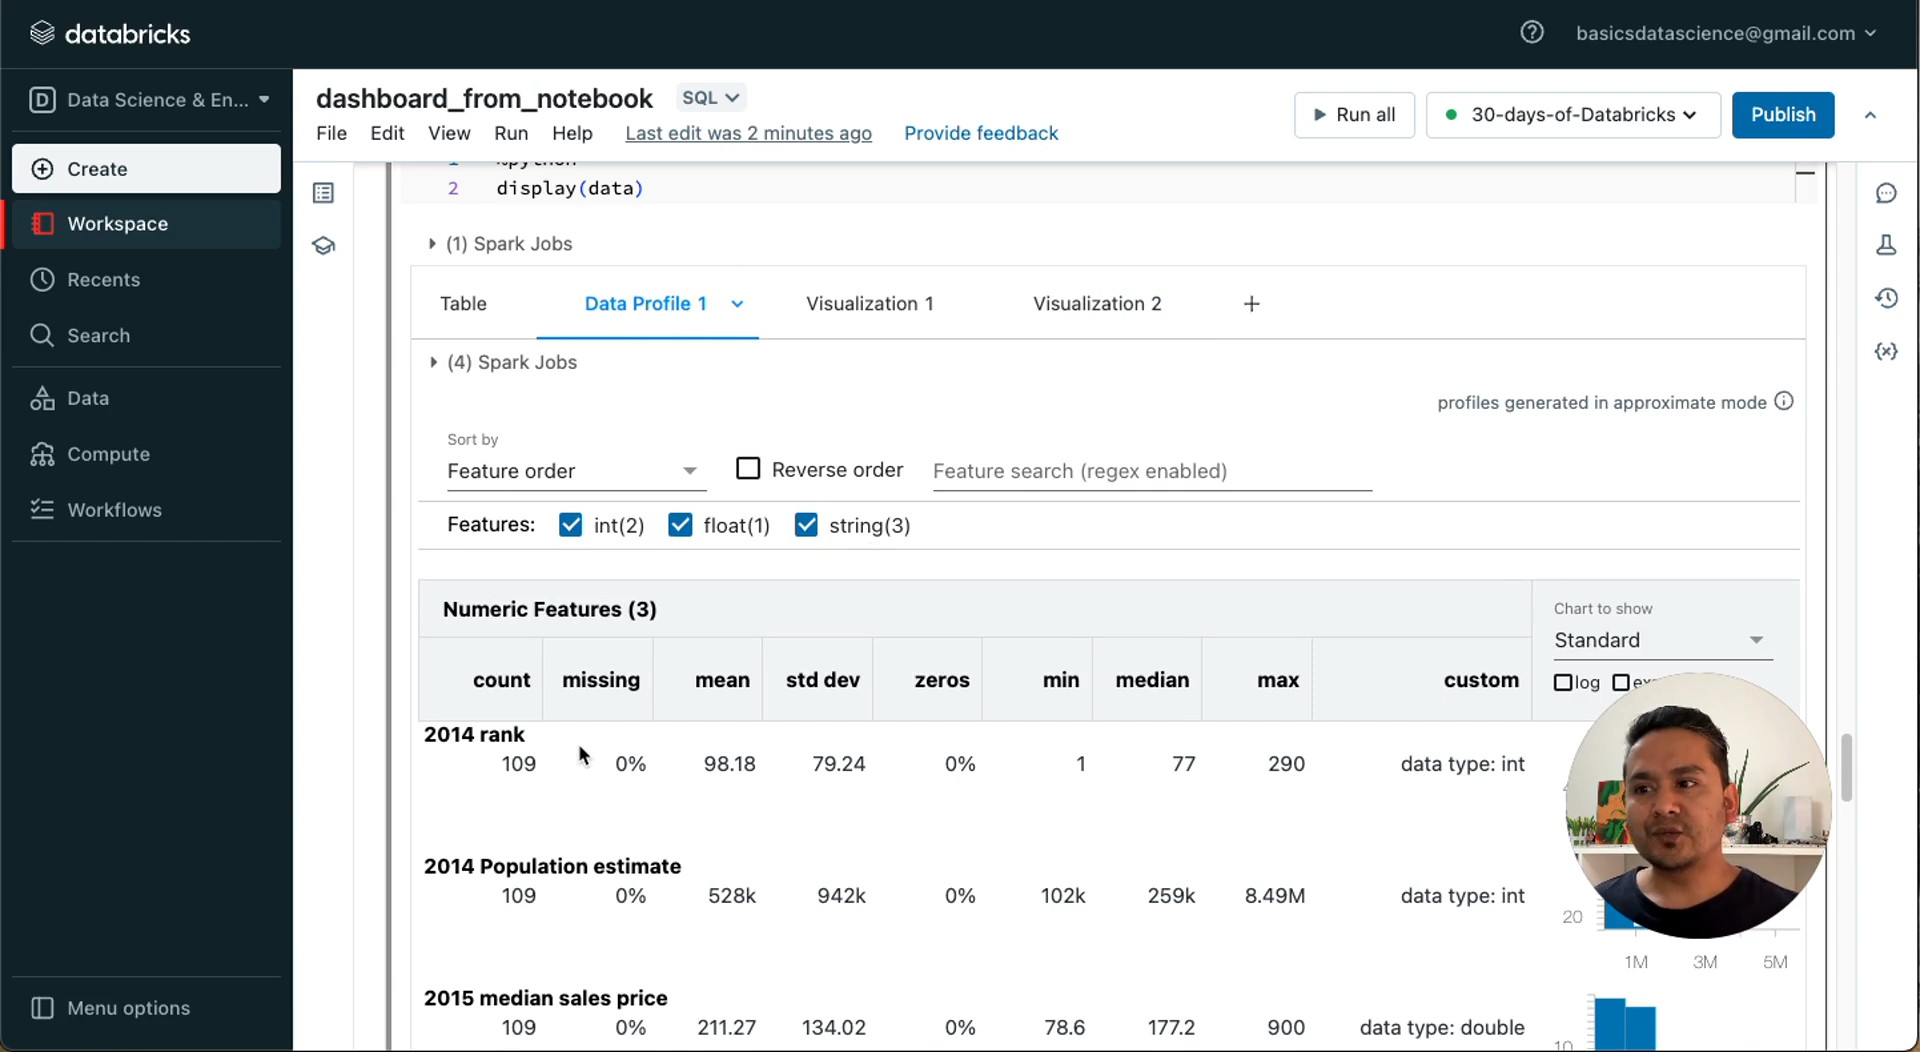 databricks
basicsdatascience@gmail.com
D Data Science & En...
Create
Workspace
Recents
Search
Data
Compute
Workflows
Menu options
dashboard_from_notebook SQL
File Edit View Run Help Last edit was 2 minutes ago Provide feedback
Run all
30-days-of-Databricks
Publish
1 %python
2 display(data)
(1) Spark Jobs
Table Data Profile 1 Visualization 1 Visualization 2 +
(4) Spark Jobs
profiles generated in approximate mode
Sort by
Feature order Reverse order Feature search (regex enabled)
Features: int(2) float(1) string(3)
Numeric Features (3)
Chart to show
Standard
count missing mean std dev zeros min median max custom
log
2014 rank
109 0% 98.18 79.24 0% 1 77 290 data type: int
2014 Population estimate
109 0% 528k 942k 0% 102k 259k 8.49M data type: int
20
1M 3M 5M
2015 median sales price
109 0% 211.27 134.02 0% 78.6 177.2 900 data type: double
10